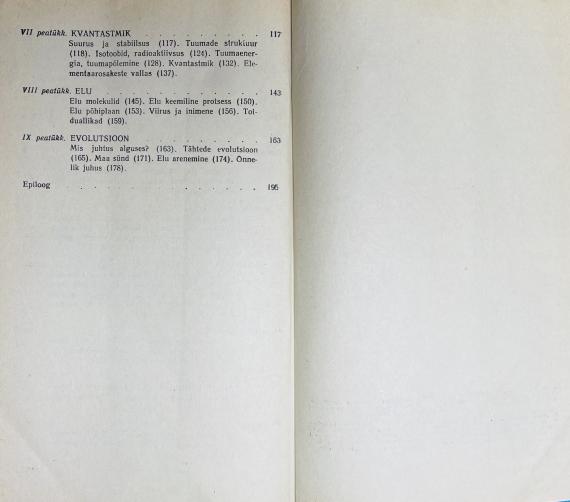 VII peatükk. KVANTASTMIK . . . . . . . . 117
Suurus ja stabiilsus (117). Tuumade struktuur
(118). Isotoobid, radioaktiivsus (124). Tuumaener-
gia, tuumapõlemine (128). Kvantastmik (132). Ele-
mentaarosakeste vallas (137).
VIII peatükk. ELU . . . . . . . . . . . . 143
Elu molekulid (145). Elu keemiline protsess (150).
Elu põhiplaan (153). Viirus ja inimene (156). Toi-
duallikad (159).
IX peatükk. EVOLUTSIOON . . . . . . . . 163
Mis juhtus alguses? (163). Tähtede evolutsioon
(165). Maa sünd (171). Elu arenemine (174). Õnne-
lik juhus (178).
Epiloog . . . . . . . . . . . . . . 195